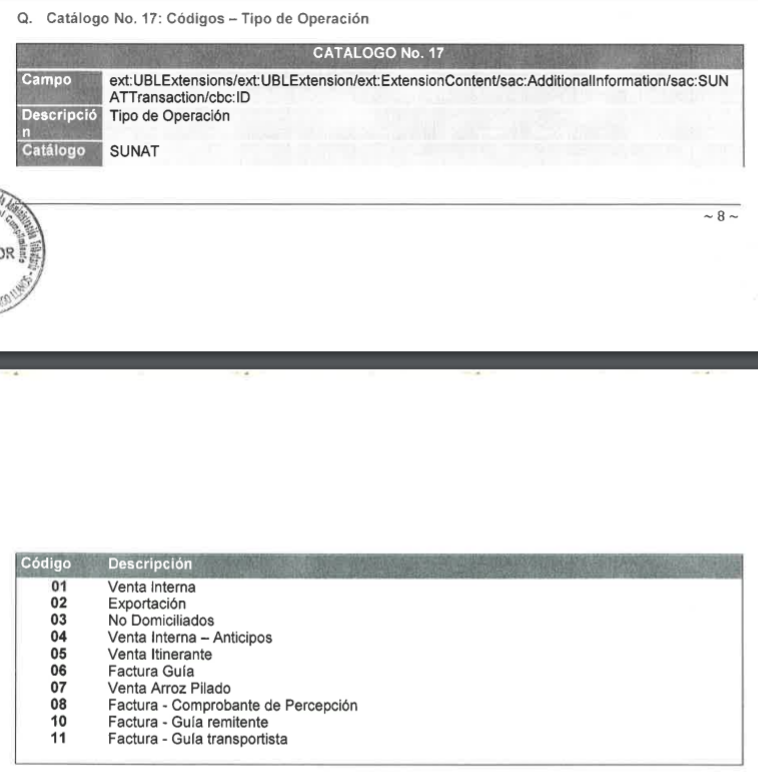 Q. Catálogo No. 17: Códigos – Tipo de Operación
CATALOGO No. 17
Campo ext:UBLExtensions/ext:UBLExtension/ext:ExtensionContent/sac:AdditionalInformation/sac:SUN
ATTransaction/cbc:ID
Descripció Tipo de Operación
n
Catálogo SUNAT
~ 8 ~
Código Descripción
01 Venta Interna
02 Exportación
03 No Domiciliados
04 Venta Interna – Anticipos
05 Venta Itinerante
06 Factura Guía
07 Venta Arroz Pilado
08 Factura - Comprobante de Percepción
10 Factura - Guía remitente
11 Factura - Guía transportista